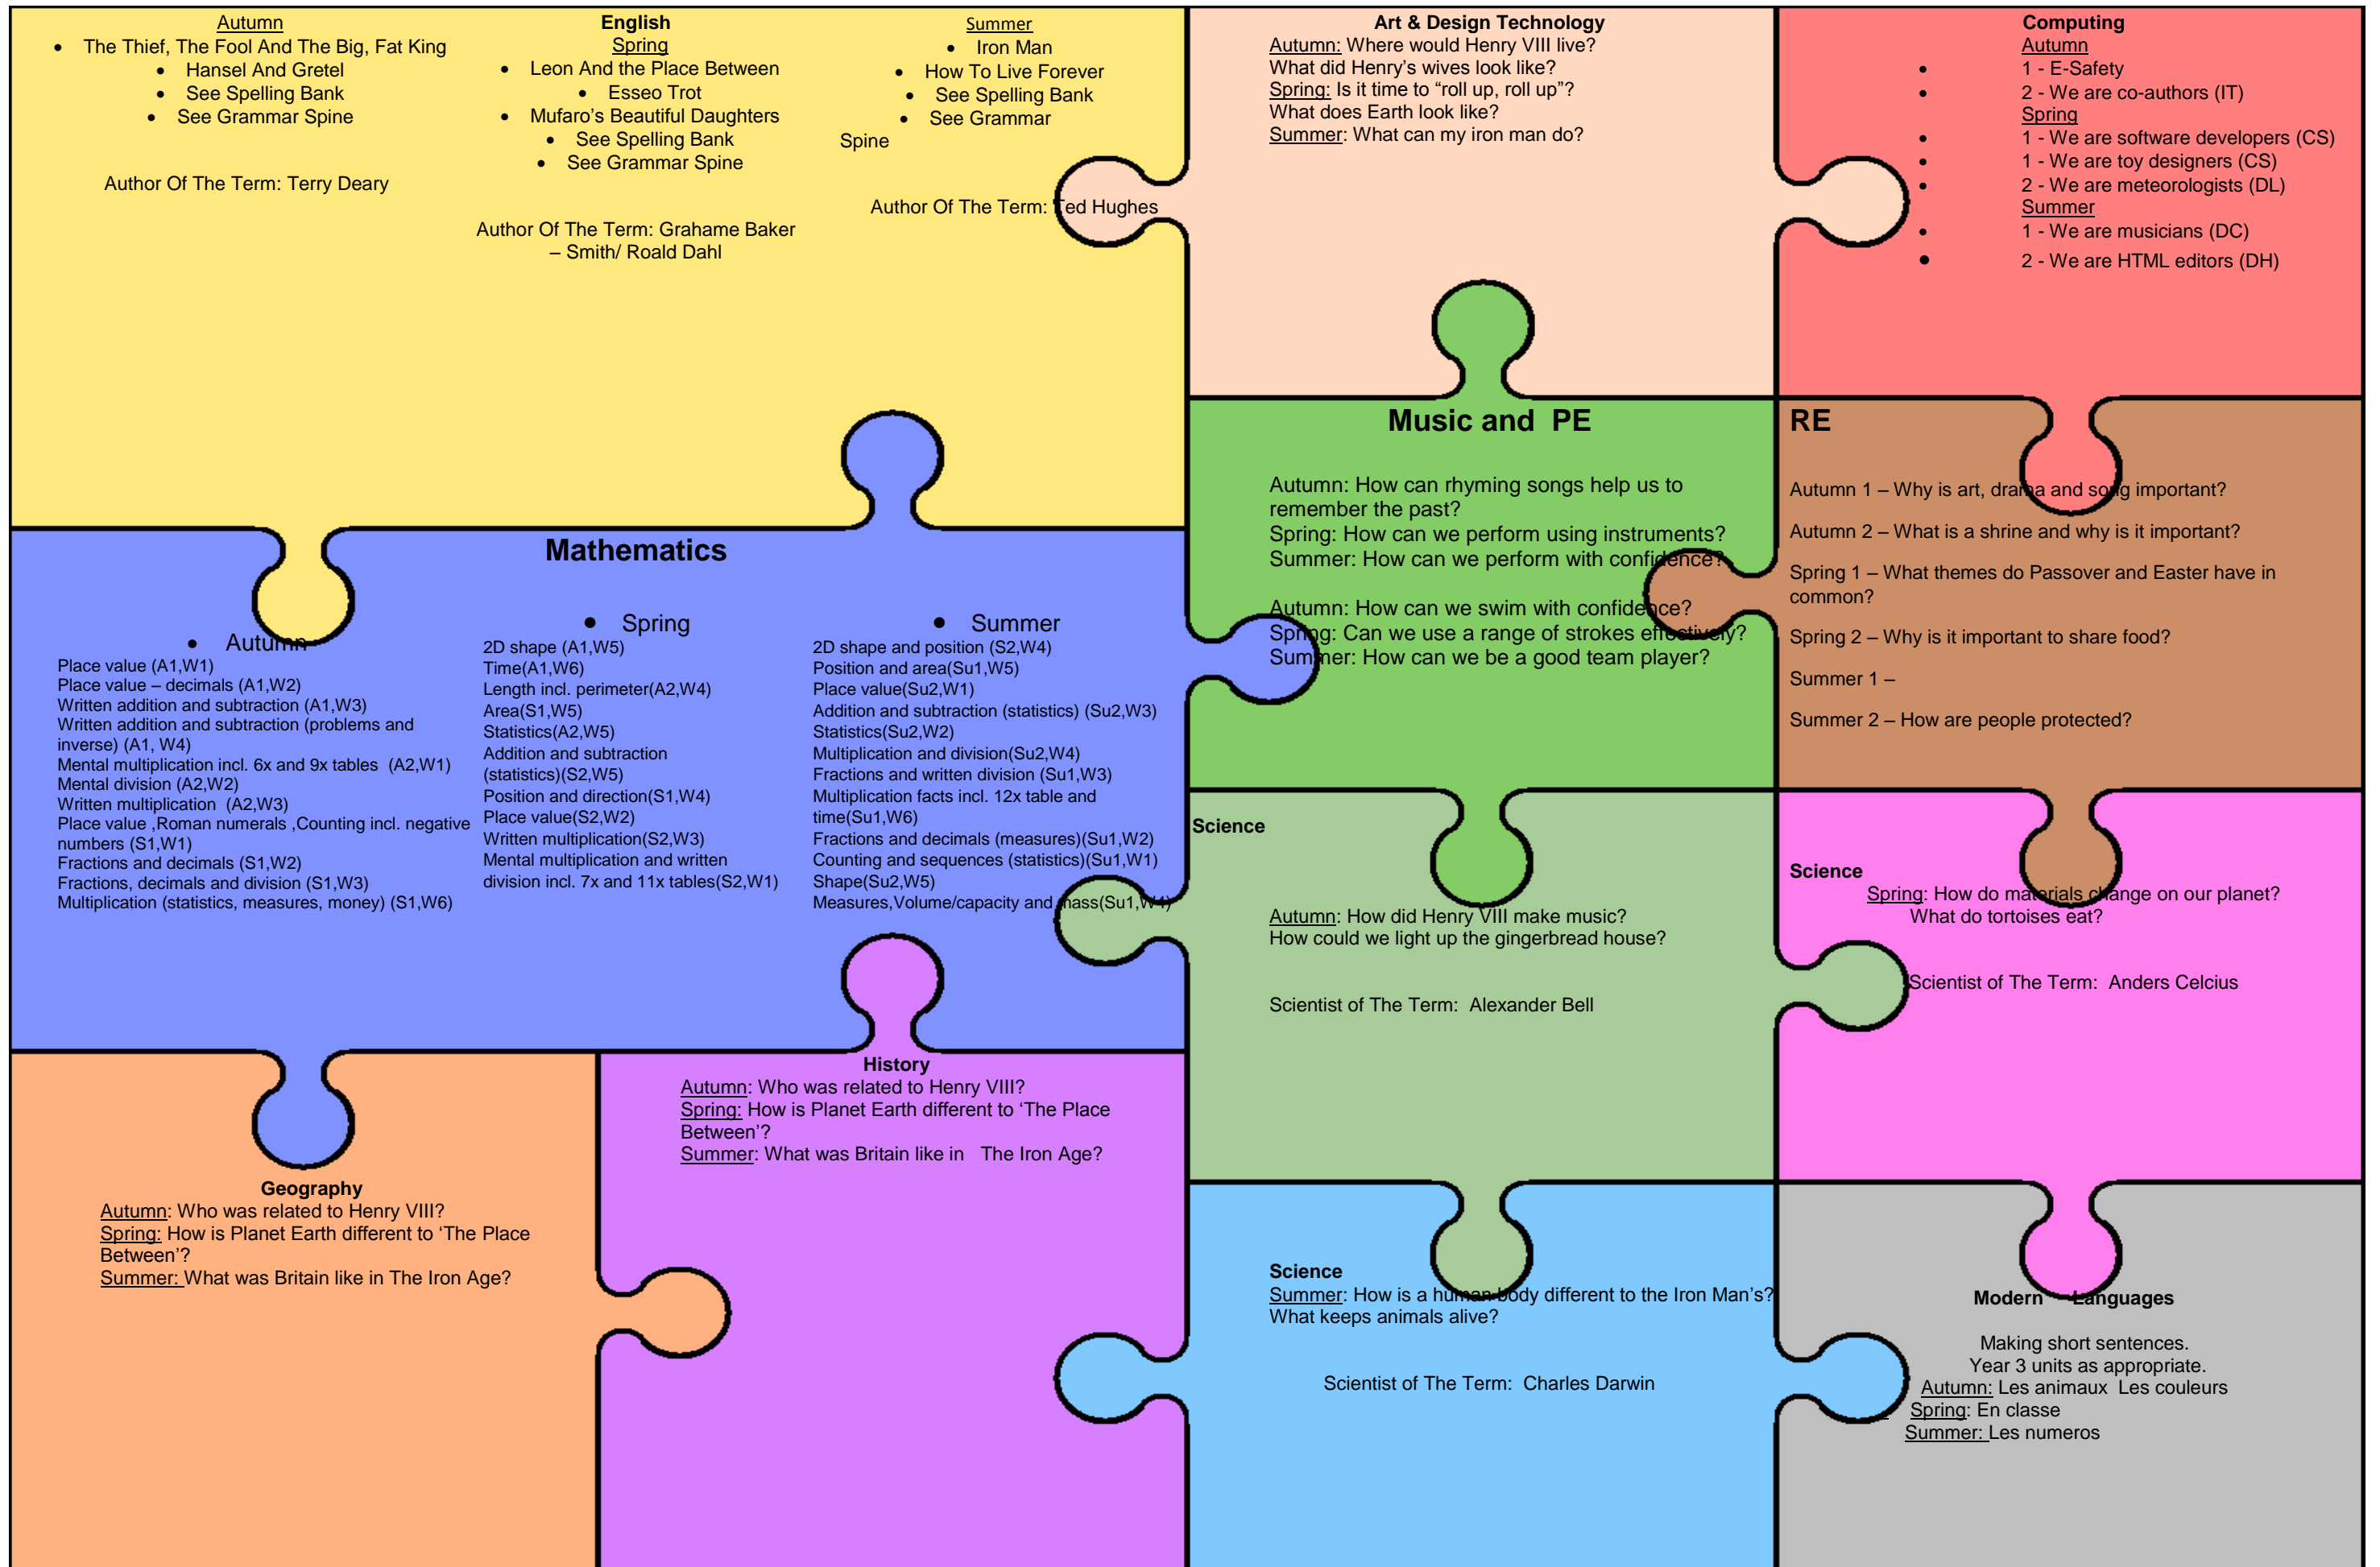 Autumn
• The Thief, The Fool And The Big, Fat King
• Hansel And Gretel
• See Spelling Bank
• See Grammar Spine
Author Of The Term: Terry Deary
English
Spring
• Leon And the Place Between
• Esseo Trot
• Mufaro's Beautiful Daughters
• See Spelling Bank
• See Grammar Spine
Author Of The Term: Grahame Baker
– Smith/ Roald Dahl
Summer
• Iron Man
• How To Live Forever
• See Spelling Bank
• See Grammar
Spine
Author Of The Term: Ted Hughes
Art & Design Technology
Autumn: Where would Henry VIII live?
What did Henry's wives look like?
Spring: Is it time to “roll up, roll up”?
What does Earth look like?
Summer: What can my iron man do?
Computing
Autumn
• 1 - E-Safety
• 2 - We are co-authors (IT)
Spring
• 1 - We are software developers (CS)
• 1 - We are toy designers (CS)
• 2 - We are meteorologists (DL)
Summer
• 1 - We are musicians (DC)
• 2 - We are HTML editors (DH)
Mathematics
• Autumn
Place value (A1,W1)
Place value – decimals (A1,W2)
Written addition and subtraction (A1,W3)
Written addition and subtraction (problems and
inverse) (A1, W4)
Mental multiplication incl. 6x and 9x tables (A2,W1)
Mental division (A2,W2)
Written multiplication (A2,W3)
Place value ,Roman numerals ,Counting incl. negative
numbers (S1,W1)
Fractions and decimals (S1,W2)
Fractions, decimals and division (S1,W3)
Multiplication (statistics, measures, money) (S1,W6)
• Spring
2D shape (A1,W5)
Time(A1,W6)
Length incl. perimeter(A2,W4)
Area(S1,W5)
Statistics(A2,W5)
Addition and subtraction
(statistics)(S2,W5)
Position and direction(S1,W4)
Place value(S2,W2)
Written multiplication(S2,W3)
Mental multiplication and written
division incl. 7x and 11x tables(S2,W1)
• Summer
2D shape and position (S2,W4)
Position and area(Su1,W5)
Place value(Su2,W1)
Addition and subtraction (statistics) (Su2,W3)
Statistics(Su2,W2)
Multiplication and division(Su2,W4)
Fractions and written division (Su1,W3)
Multiplication facts incl. 12x table and
time(Su1,W6)
Fractions and decimals (measures)(Su1,W2)
Counting and sequences (statistics)(Su1,W1)
Shape(Su2,W5)
Measures,Volume/capacity and mass(Su1,W4)
Music and PE
Autumn: How can rhyming songs help us to
remember the past?
Spring: How can we perform using instruments?
Summer: How can we perform with confidence?
Autumn: How can we swim with confidence?
Spring: Can we use a range of strokes effectively?
Summer: How can we be a good team player?
RE
Autumn 1 – Why is art, drama and song important?
Autumn 2 – What is a shrine and why is it important?
Spring 1 – What themes do Passover and Easter have in
common?
Spring 2 – Why is it important to share food?
Summer 1 –
Summer 2 – How are people protected?
Science
Autumn: How did Henry VIII make music?
How could we light up the gingerbread house?
Scientist of The Term: Alexander Bell
Science
Spring: How do materials change on our planet?
What do tortoises eat?
Scientist of The Term: Anders Celcius
Geography
Autumn: Who was related to Henry VIII?
Spring: How is Planet Earth different to ‘The Place
Between’?
Summer: What was Britain like in The Iron Age?
History
Autumn: Who was related to Henry VIII?
Spring: How is Planet Earth different to ‘The Place
Between’?
Summer: What was Britain like in The Iron Age?
Science
Summer: How is a human body different to the Iron Man's?
What keeps animals alive?
Scientist of The Term: Charles Darwin
Modern Languages
Making short sentences.
Year 3 units as appropriate.
Autumn: Les animaux Les couleurs
Spring: En classe
Summer: Les numeros